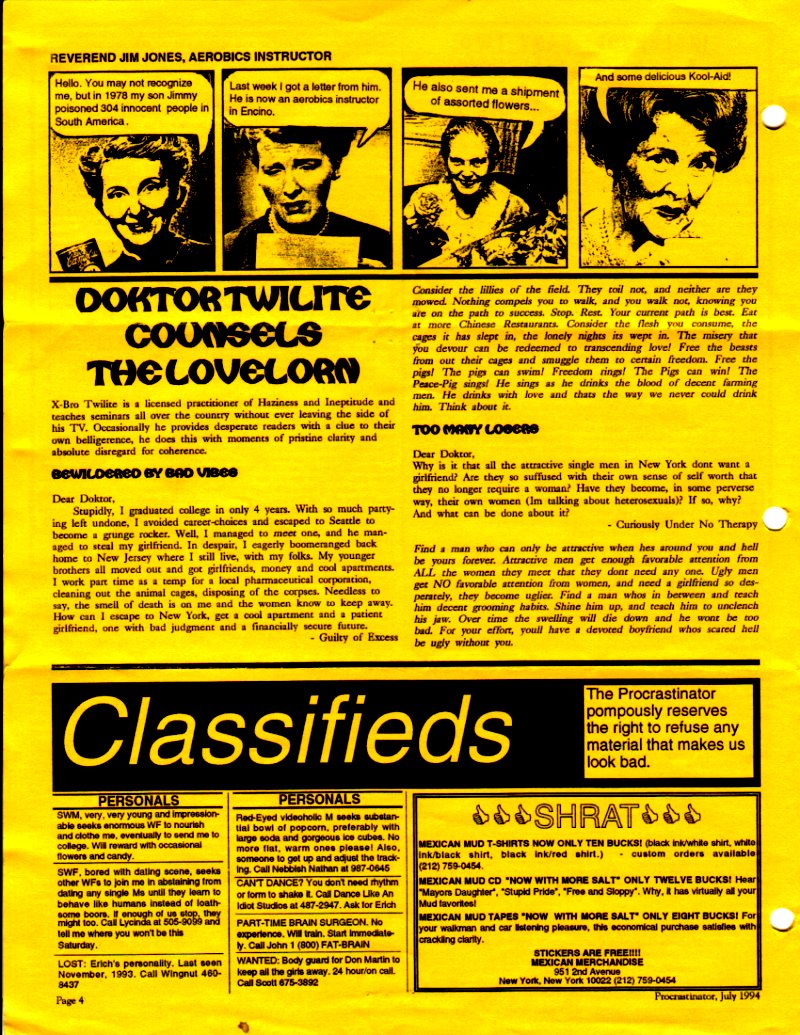 REVEREND JIM JONES, AEROBICS INSTRUCTOR
Hello. You may not recognize
me, but in 1978 my son Jimmy
poisoned 304 innocent people in
South America.
Last week I got a letter from him.
He is now an aerobics instructor
in Encino.
He also sent me a shipment
of assorted flowers...
And some delicious Kool-Aid!
DOKTOR TWILITE
COUNSELS
THE LOVELORN
X-Bro Twilite is a licensed practitioner of Haziness and Ineptitude and
teaches seminars all over the country without ever leaving the side of
his TV. Occasionally he provides desperate readers with a clue to their
own belligerence, he does this with moments of pristine clarity and
absolute disregard for coherence.
BEWILDERED BY BAD VIBES
Dear Doktor,
Stupidly, I graduated college in only 4 years. With so much party-
ing left undone, I avoided career-choices and escaped to Seattle to
become a grunge rocker. Well, I managed to meet one, and he man-
aged to steal my girlfriend. In despair, I eagerly boomeranged back
home to New Jersey where I still live, with my folks. My younger
brothers all moved out and got girlfriends, money and cool apartments.
I work part time as a temp for a local pharmaceutical corporation,
cleaning out the animal cages, disposing of the corpses. Needless to
say, the smell of death is on me and the women know to keep away.
How can I escape to New York, get a cool apartment and a patient
girlfriend, one with bad judgment and a financially secure future.
- Guilty of Excess
Consider the lillies of the field. They toil not, and neither are they
mowed. Nothing compels you to walk, and you walk not, knowing you
are on the path to success. Stop. Rest. Your current path is best. Eat
at more Chinese Restaurants. Consider the flesh you consume, the
cages it has slept in, the lonely nights its wept in. The misery that
you devour can be redeemed to transcending love! Free the beasts
from out their cages and smuggle them to certain freedom. Free the
pigs! The pigs can swim! Freedom rings! The Pigs can win! The
Peace-Pig sings! He sings as he drinks the blood of decent farming
men. He drinks with love and thats the way we never could drink
him. Think about it.
TOO MANY LOSERS
Dear Doktor,
Why is it that all the attractive single men in New York dont want a
girlfriend? Are they so suffused with their own sense of self worth that
they no longer require a woman? Have they become, in some perverse
way, their own women (Im talking about heterosexuals)? If so, why?
And what can be done about it?
- Curiously Under No Therapy
Find a man who can only be attractive when hes around you and hell
be yours forever. Attractive men get enough favorable attention from
ALL the women they meet that they dont need any one. Ugly men
get NO favorable attention from women, and need a girlfriend so des-
perately, they become uglier. Find a man whos in between and teach
him decent grooming habits. Shine him up, and teach him to unclench
his jaw. Over time the swelling will die down and he wont be too
bad. For your effort, youll have a devoted boyfriend whos scared hell
be ugly without you.
Classifieds
The Procrastinator
pompously reserves
the right to refuse any
material that makes us
look bad.
PERSONALS
SWM, very, very young and impression-
able seeks enormous WF to nourish
and clothe me, eventually to send me to
college. Will reward with occasional
flowers and candy.
SWF, bored with dating scene, seeks
other WFs to join me in abstaining from
dating any single Ms until they learn to
behave like humans instead of loath-
some boors. If enough of us stop, they
might too. Call Lycinda at 505-9099 and
tell me where you won't be this
Saturday.
LOST: Erich's personality. Last seen
November, 1993. Call Wingnut 460-
8437
PERSONALS
Red-Eyed videoholic M seeks substan-
tial bowl of popcorn, preferably with
large soda and gorgeous ice cubes. No
more flat, warm ones please! Also,
someone to get up and adjust the track-
ing. Call Nebbish Nathan at 987-0645
CAN'T DANCE? You don't need rhythm
or form to shake it. Call Dance Like An
Idiot Studios at 487-2947. Ask for Erich
PART-TIME BRAIN SURGEON. No
experience. Will train. Start Immediate-
ly. Call John 1 (800) FAT-BRAIN
WANTED: Body guard for Don Martin to
keep all the girls away. 24 hour/on call.
Call Scott 675-3892
SHRAT
MEXICAN MUD T-SHIRTS NOW ONLY TEN BUCKS! (black ink/white shirt, white
ink/black shirt, black ink/red shirt.) - custom orders available
(212) 759-0454.
MEXICAN MUD CD "NOW WITH MORE SALT" ONLY TWELVE BUCKS! Hear
"Mayors Daughter", "Stupid Pride", "Free and Sloppy". Why, it has virtually all your
Mud favorites!
MEXICAN MUD TAPES "NOW WITH MORE SALT" ONLY EIGHT BUCKS! For
your walkman and car listening pleasure, this economical purchase satisfies with
crackling clarity.
STICKERS ARE FREE!!!!
MEXICAN MERCHANDISE
951 2nd Avenue
New York, New York 10022 (212) 759-0454
Page 4
Procrastinator, July 1994